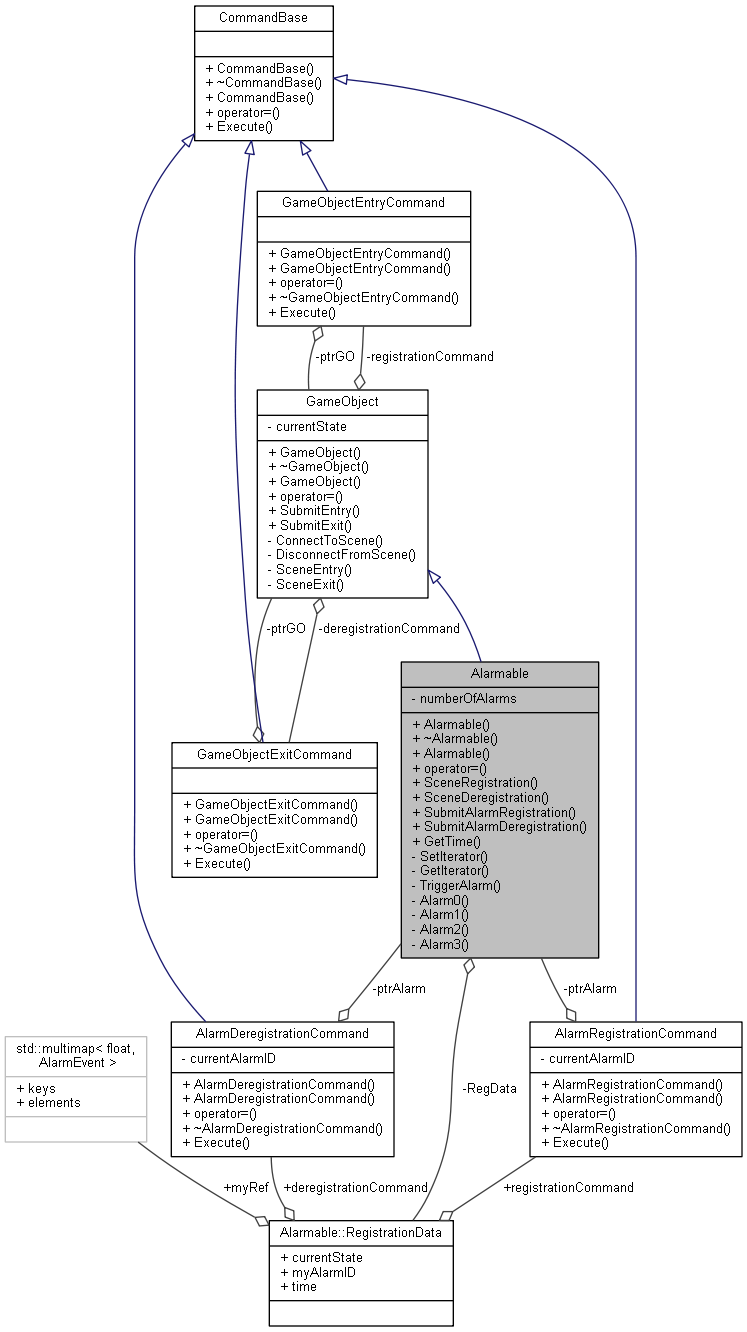 CommandBase
+ CommandBase()
+ ~CommandBase()
+ CommandBase()
+ operator=()
+ Execute()
GameObjectEntryCommand
+ GameObjectEntryCommand()
+ GameObjectEntryCommand()
+ operator=()
+ ~GameObjectEntryCommand()
+ Execute()
-ptrGO
-registrationCommand
GameObject
- currentState
+ GameObject()
+ ~GameObject()
+ GameObject()
+ operator=()
+ SubmitEntry()
+ SubmitExit()
- ConnectToScene()
- DisconnectFromScene()
- SceneEntry()
- SceneExit()
-ptrGO
-deregistrationCommand
Alarmable
- numberOfAlarms
+ Alarmable()
+ ~Alarmable()
+ Alarmable()
+ operator=()
+ SceneRegistration()
+ SceneDeregistration()
+ SubmitAlarmRegistration()
+ SubmitAlarmDeregistration()
+ GetTime()
- SetIterator()
- GetIterator()
- TriggerAlarm()
- Alarm0()
- Alarm1()
- Alarm2()
- Alarm3()
GameObjectExitCommand
+ GameObjectExitCommand()
+ GameObjectExitCommand()
+ operator=()
+ ~GameObjectExitCommand()
+ Execute()
-ptrAlarm
-ptrAlarm
std::multimap< float,
AlarmEvent >
+ keys
+ elements
AlarmDeregistrationCommand
- currentAlarmID
+ AlarmDeregistrationCommand()
+ AlarmDeregistrationCommand()
+ operator=()
+ ~AlarmDeregistrationCommand()
+ Execute()
-RegData
AlarmRegistrationCommand
- currentAlarmID
+ AlarmRegistrationCommand()
+ AlarmRegistrationCommand()
+ operator=()
+ ~AlarmRegistrationCommand()
+ Execute()
+myRef
+deregistrationCommand
+registrationCommand
Alarmable::RegistrationData
+ currentState
+ myAlarmID
+ time